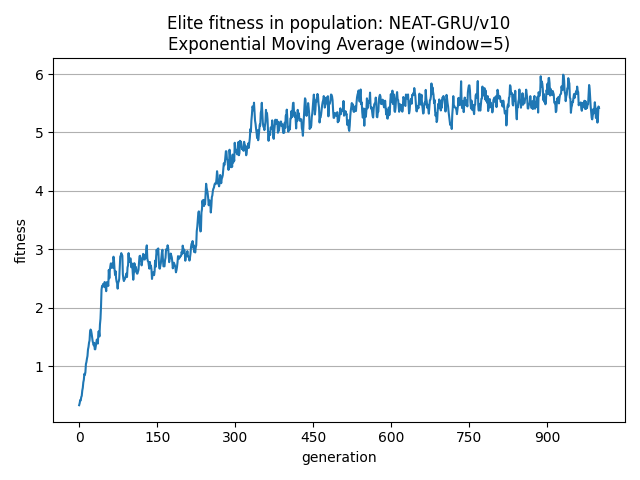 Elite fitness in population: NEAT-GRU/v10
Exponential Moving Average (window=5)
6
5
4
3
2
1
fitness
0 150 300 450 600 750 900
generation